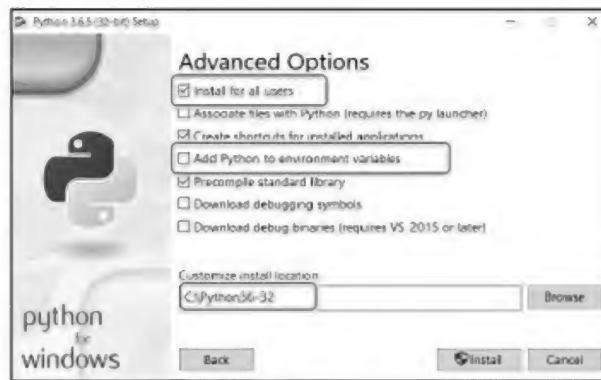 Python 3.6.5 (32-bit) Setup
Advanced Options
Install for all users
Associate files with Python (requires the py launcher)
Create shortcuts for installed applications
Add Python to environment variables
Precompile standard library
Download debugging symbols
Download debug binaries (requires VS 2015 or later)
Customize install location
C:\Python36-32
Browse
python
for
windows
Back
Install
Cancel